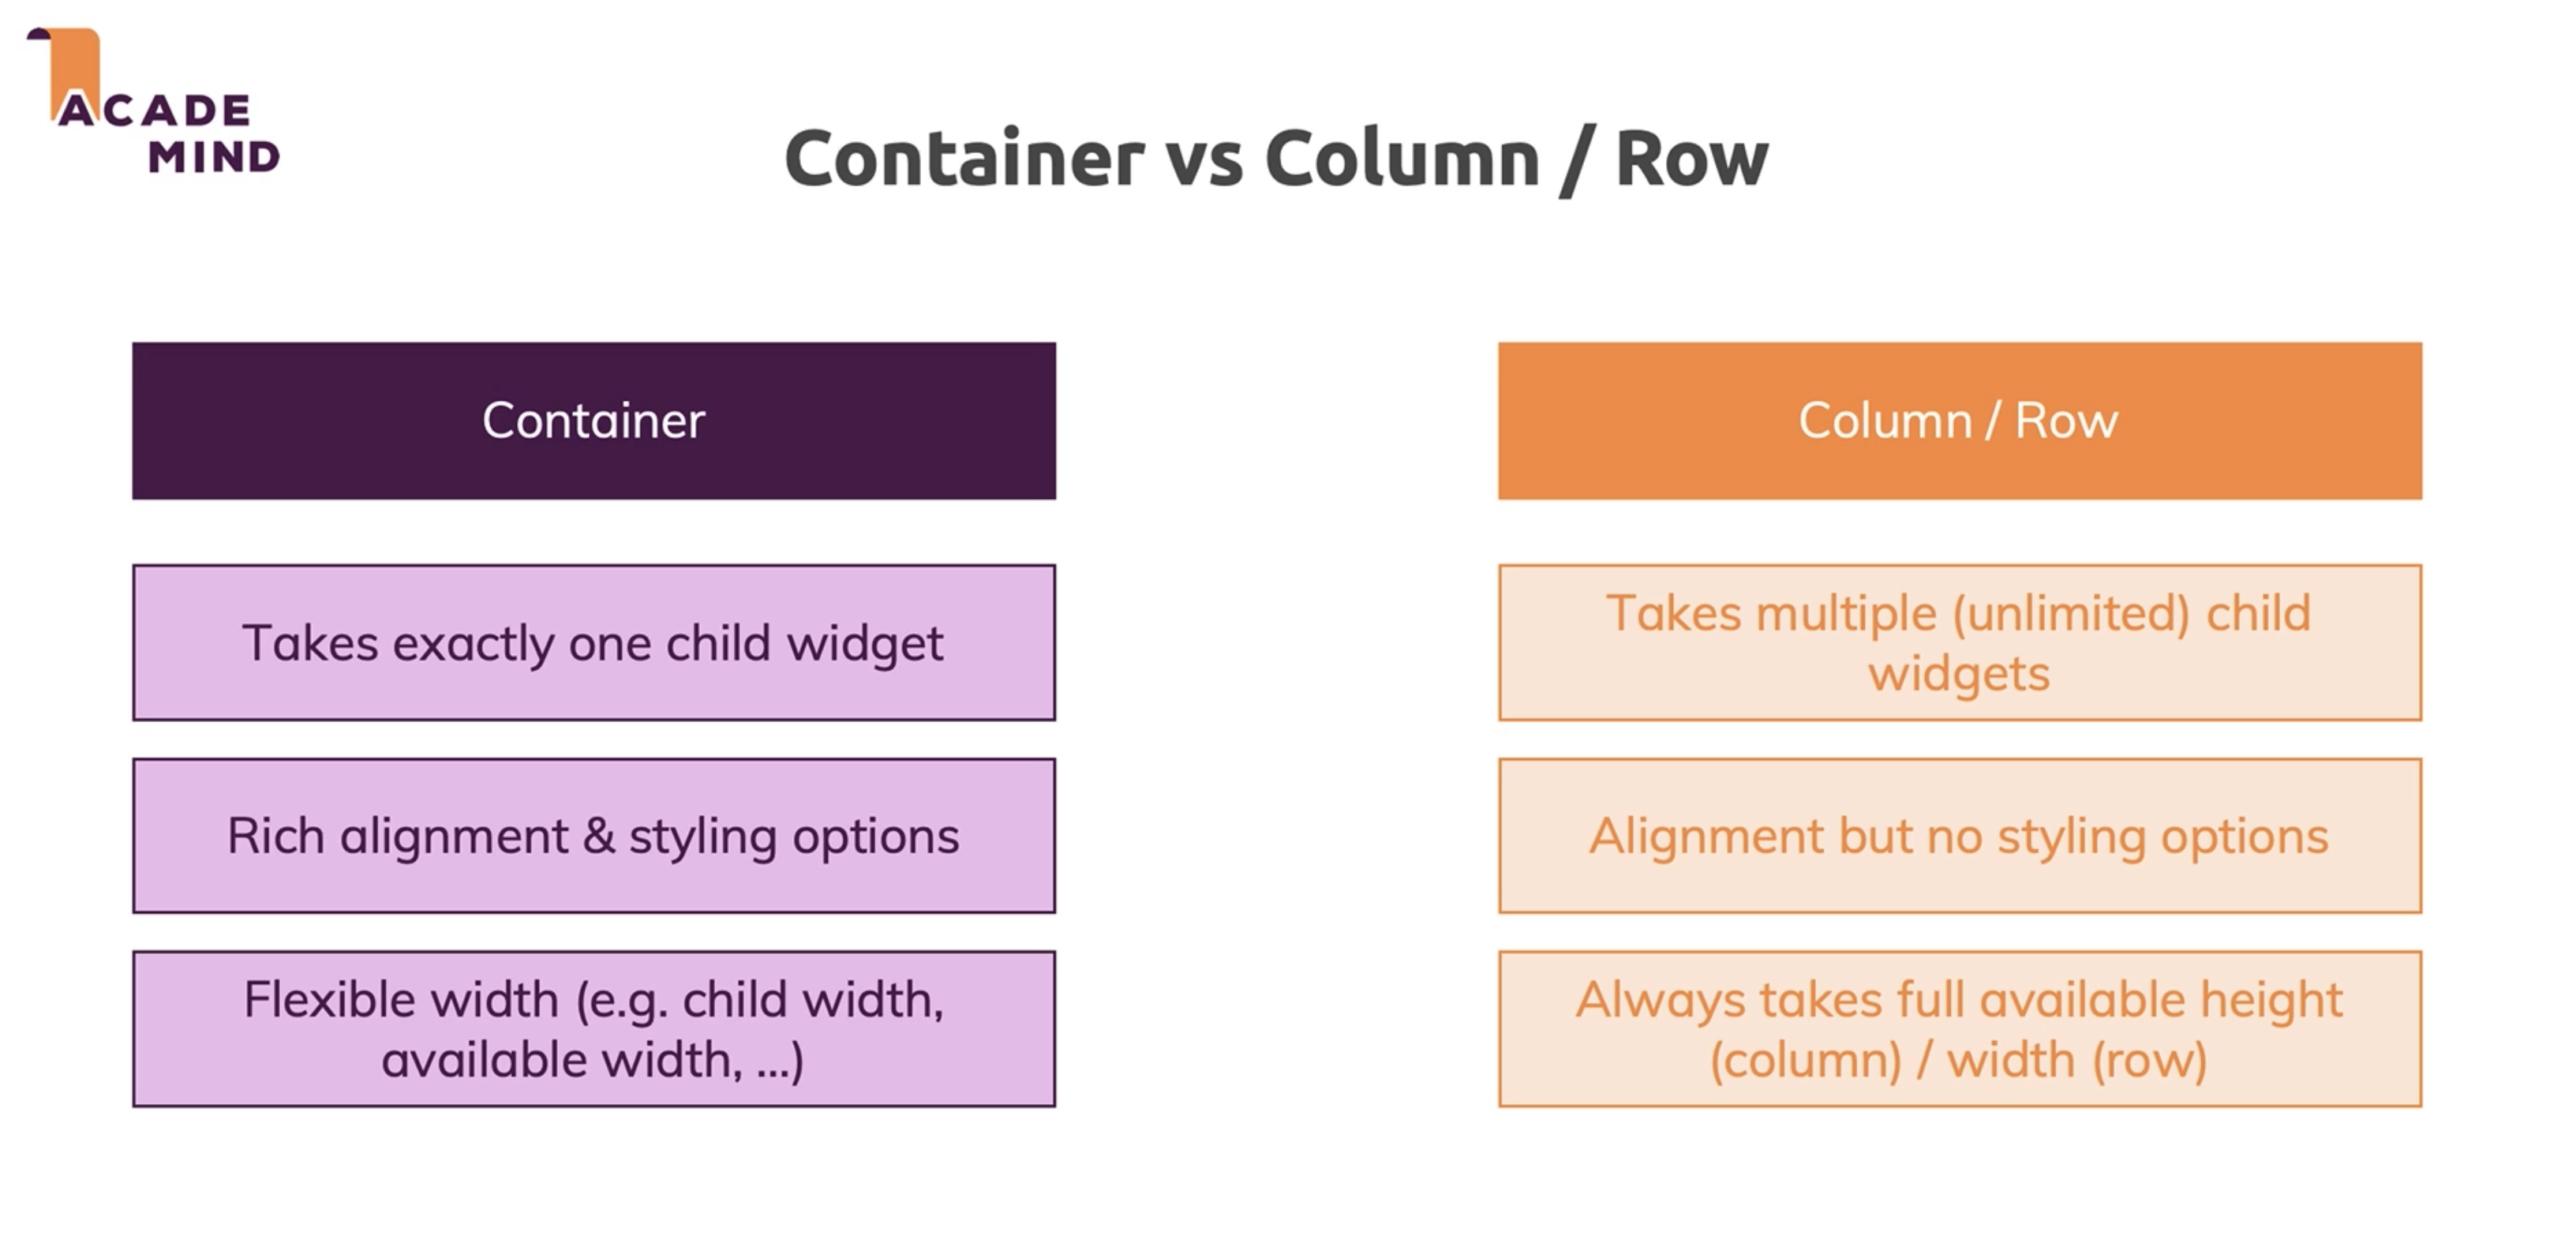 ACADE
MIND
Container vs Column / Row
Container
Column / Row
Takes exactly one child widget
Takes multiple (unlimited) child
widgets
Rich alignment & styling options
Alignment but no styling options
Flexible width (e.g. child width,
available width, ...)
Always takes full available height
(column) / width (row)